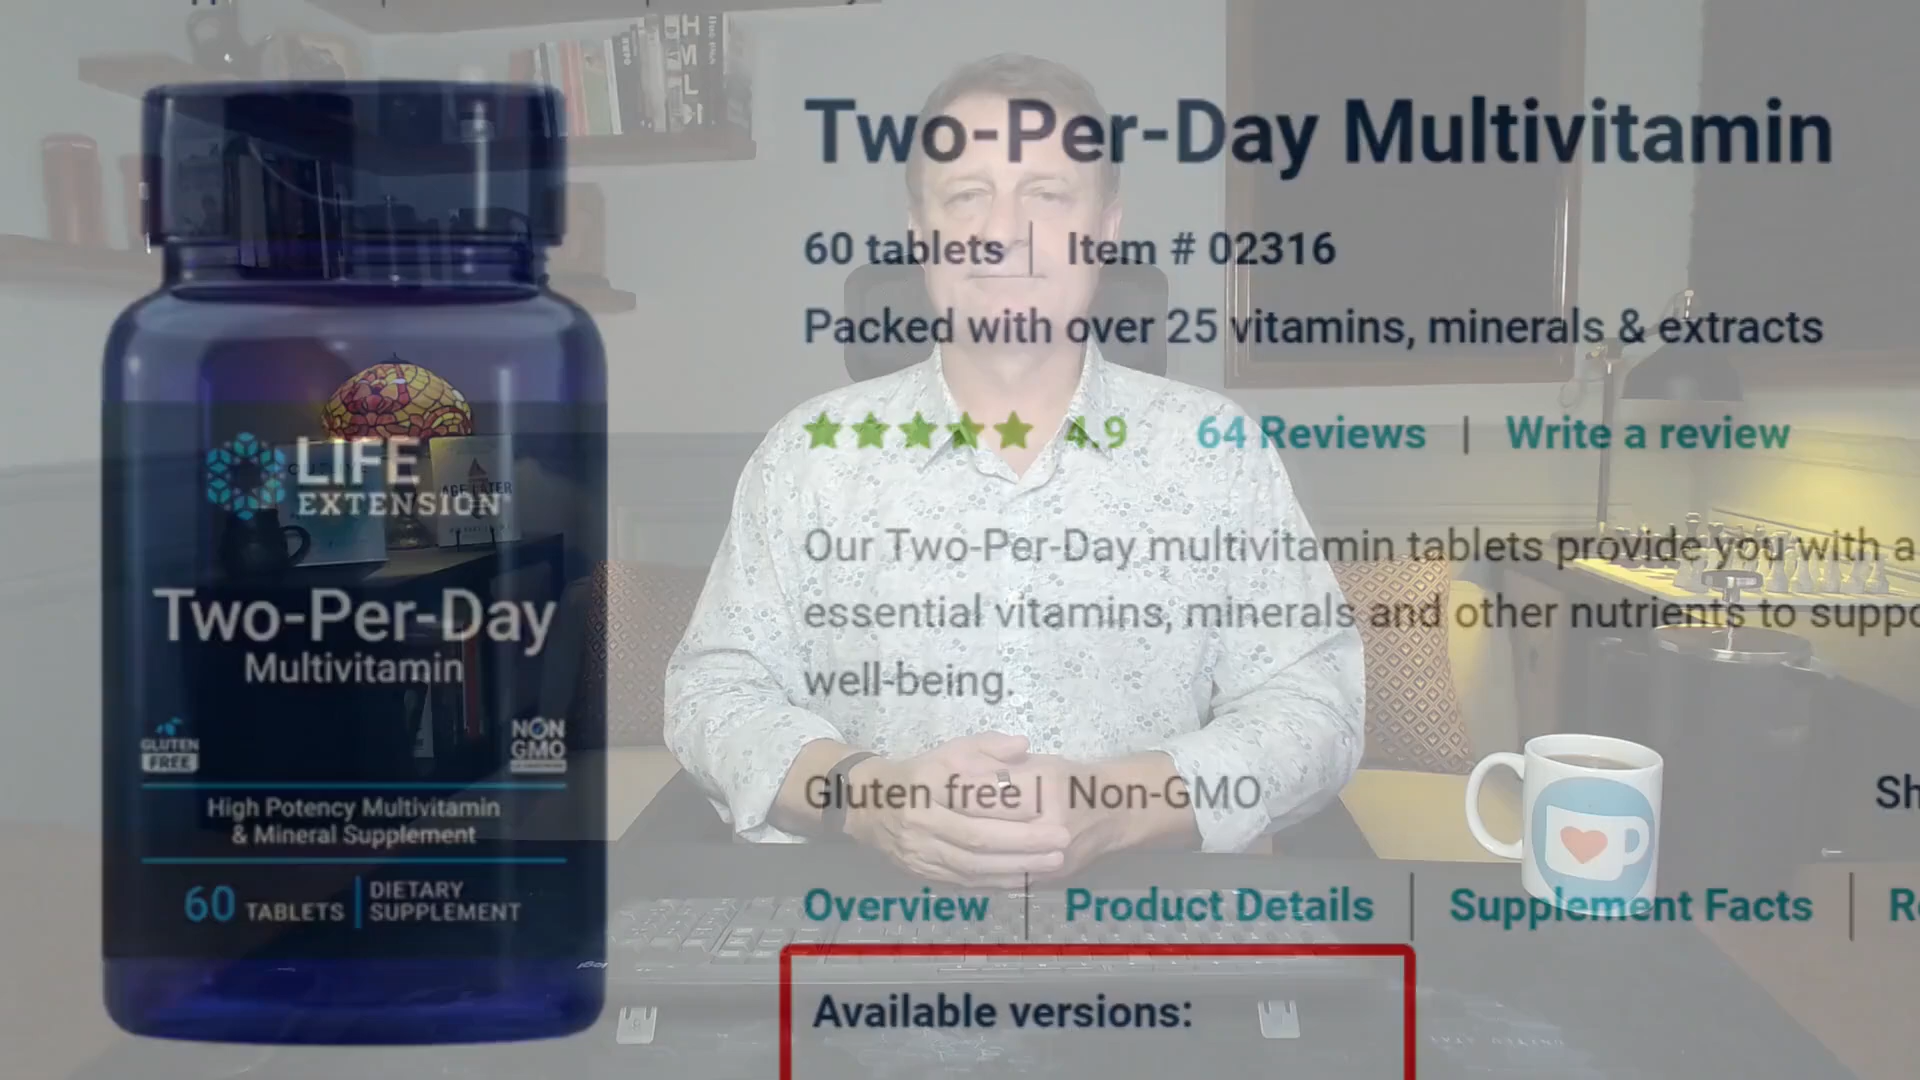 Two-Per-Day Multivitamin
60 tablets | Item # 02316
Packed with over 25 vitamins, minerals & extracts
4.9 64 Reviews | Write a review
Our Two-Per-Day multivitamin tablets provide you with a
essential vitamins, minerals and other nutrients to suppo
well-being.
Gluten free | Non-GMO
Sh
Overview | Product Details | Supplement Facts |
Available versions:
LIFE
EXTENSION
Two-Per-Day
Multivitamin
GLUTEN
FREE
NON
GMO
High Potency Multivitamin
& Mineral Supplement
60 TABLETS
DIETARY
SUPPLEMENT
AGE LATER